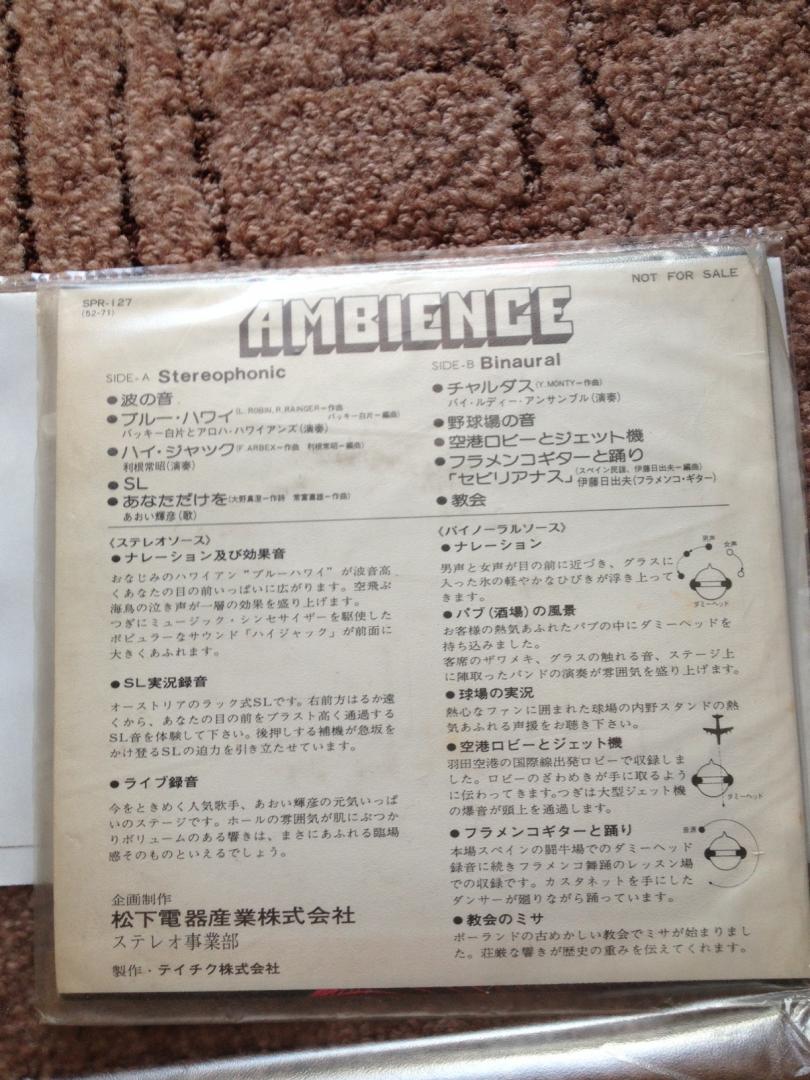 SPR-127
(52-71)
NOT FOR SALE
AMBIENCE
SIDE-A Stereophonic
●波の音
●ブルー・ハワイ(L. ROBIN, R. RAINGER=作曲
バッキー白片=編曲)
バッキー白片とアロハ・ハワイアンズ(演奏)
●ハイ・ジャック(F. ARBEX=作曲 利根常昭=編曲)
利根常昭(演奏)
●SL
●あなただけを(大野真澄=作詩 常富喜雄=作曲)
あおい輝彦(歌)
SIDE-B Binaural
●チャルダス(Y. MONTY=作曲)
バイ・ルディー・アンサンブル(演奏)
●野球場の音
●空港ロビーとジェット機
●フラメンコギターと踊り
「セビリアナス」(スペイン民謡、伊藤日出夫=編曲)
伊藤日出夫(フラメンコ・ギター)
●教会
《ステレオソース》
●ナレーション及び効果音
おなじみのハワイアン“ブルーハワイ”が波音高
くあなたの目の前いっぱいに広がります。空飛ぶ
海鳥の泣き声が一層の効果を盛り上げます。
つぎにミュージック・シンセサイザーを駆使した
ポピュラーなサウンド「ハイジャック」が前面に
大きくあふれます。
●SL実況録音
オーストリアのラック式SLです。右前方はるか遠
くから、あなたの目の前をブラスト高く通過する
SL音を体験して下さい。後押しする補機が急坂を
かけ登るSLの迫力を引き立たせています。
●ライブ録音
今をときめく人気歌手、あおい輝彦の元気いっぱ
いのステージです。ホールの雰囲気が肌にぶつか
りボリュームのある響きは、まさにあふれる臨場
感そのものといえるでしょう。
企画制作
松下電器産業株式会社
ステレオ事業部
製作・テイチク株式会社
《バイノーラルソース》
●ナレーション
男声と女声が目の前に近づき、グラスに
入った氷の軽やかなひびきが浮き上って
きます。
男声
女声
ダミーヘッド
●パブ(酒場)の風景
お客様の熱気あふれたパブの中にダミーヘッドを
持ち込みました。
客席のザワメキ、グラスの触れる音、ステージ上
に陣取ったバンドの演奏が雰囲気を盛り上げます。
●球場の実況
熱心なファンに囲まれた球場の内野スタンドの熱
気あふれる声援をお聴き下さい。
●空港ロビーとジェット機
羽田空港の国際線出発ロビーで収録しま
した。ロビーのざわめきが手に取るよう
に伝わってきます。つぎは大型ジェット機
の爆音が頭上を通過します。
ダミーヘッド
●フラメンコギターと踊り
本場スペインの闘牛場でのダミーヘッド
録音に続きフラメンコ舞踊のレッスン場
での収録です。カスタネットを手にした
ダンサーが廻りながら踊っています。
音源
●教会のミサ
ポーランドの古めかしい教会でミサが始まりまし
た。荘厳な響きが歴史の重みを伝えてくれます。